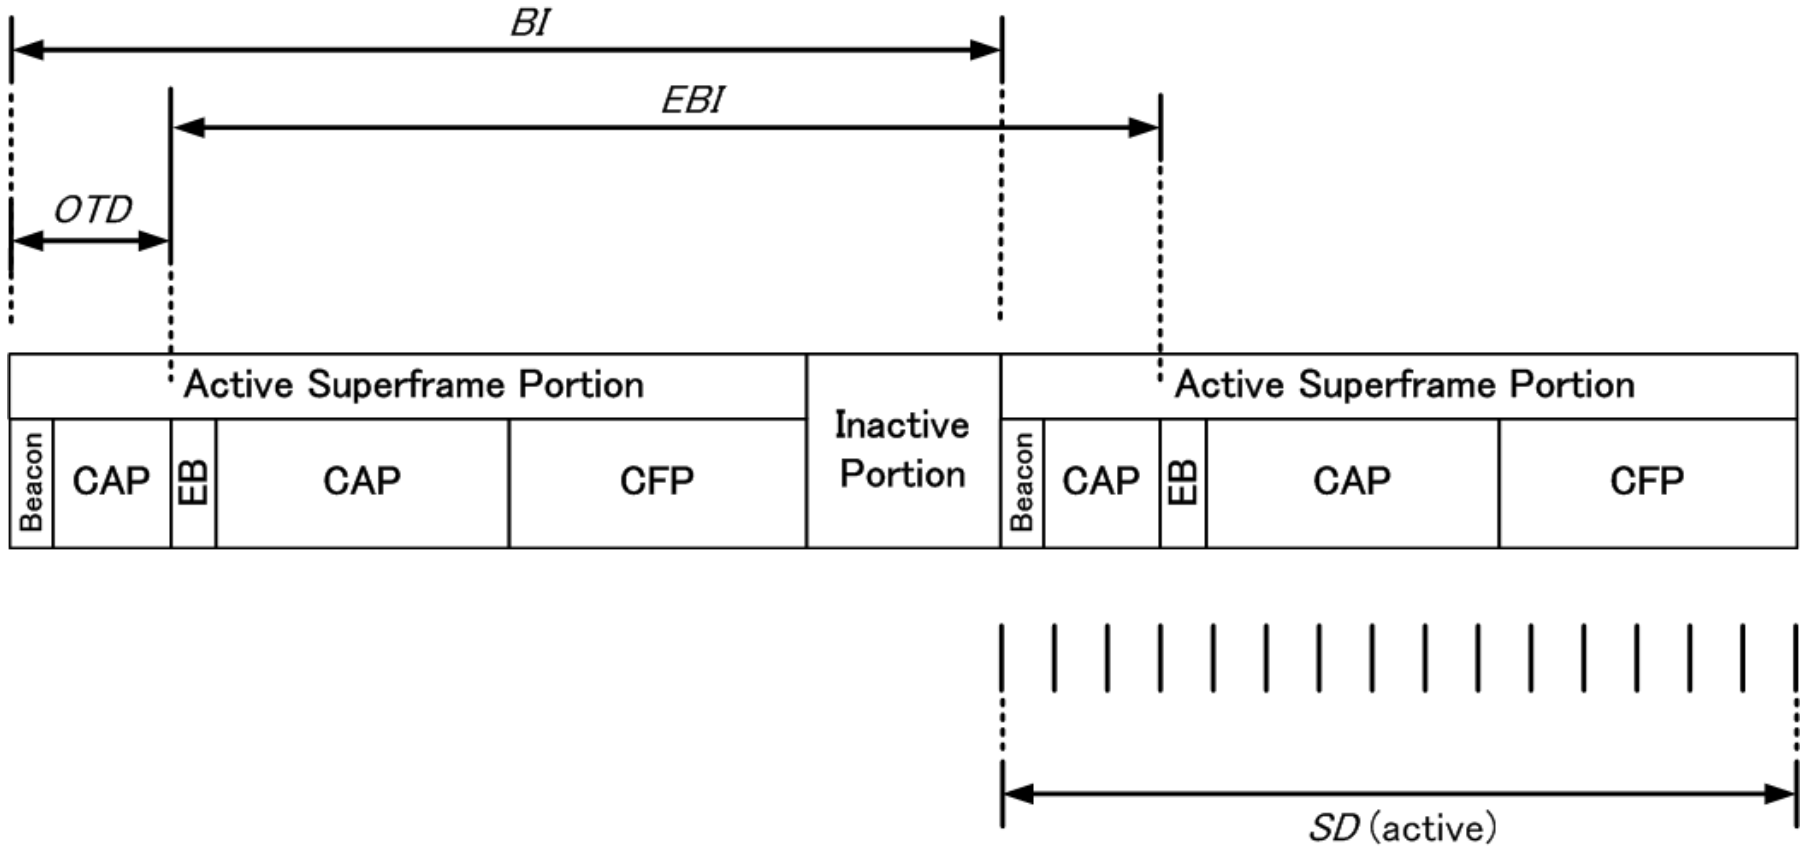 BI
EBI
OTD
Active Superframe Portion
Active Superframe Portion
Beacon
CAP
EB
CAP
CFP
Inactive
Portion
Beacon
CAP
EB
CAP
CFP
SD (active)